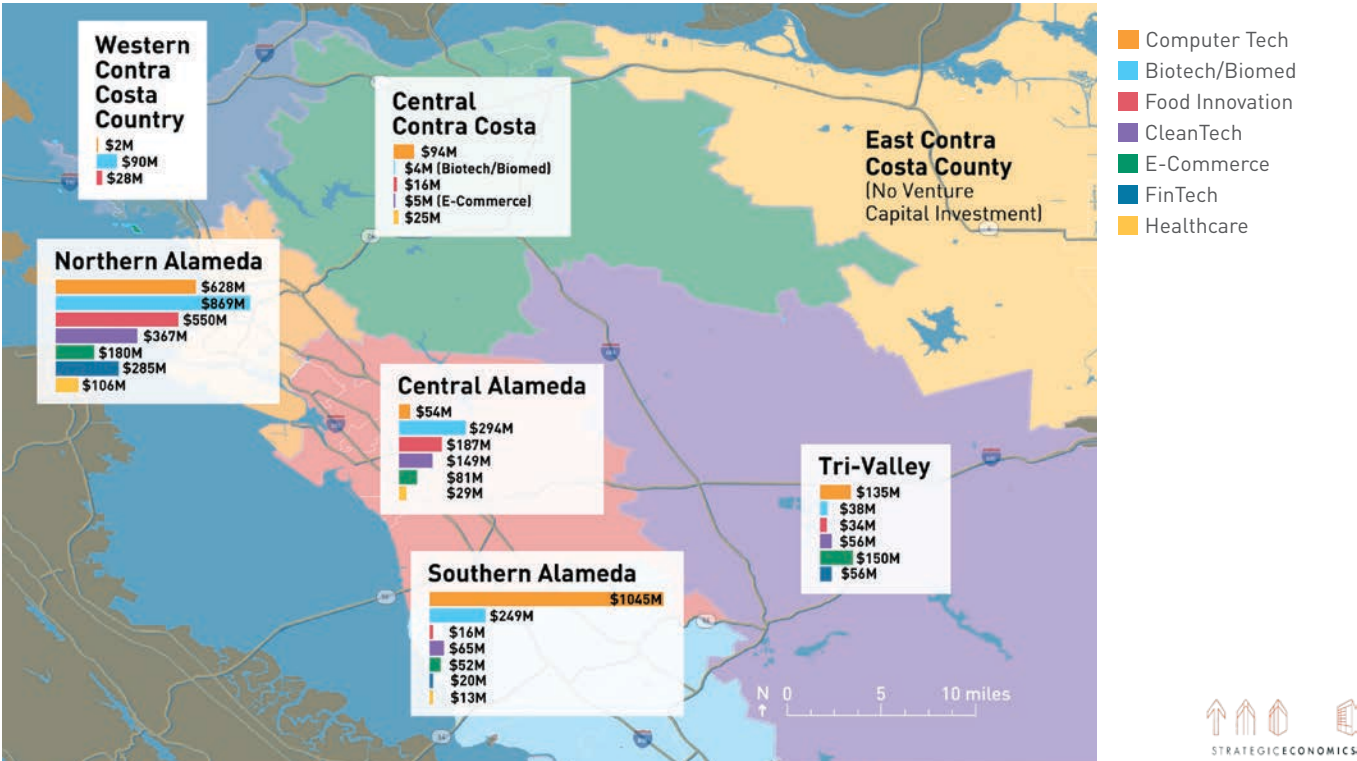 Western
Contra
Costa
Country
$2M
$90M
$28M
Central
Contra Costa
$94M
$4M (Biotech/Biomed)
$16M
$5M (E-Commerce)
$25M
East Contra
Costa County
(No Venture
Capital Investment)
Northern Alameda
$628M
$869M
$550M
$367M
$180M
$285M
$106M
Central Alameda
$54M
$294M
$187M
$149M
$81M
$29M
Tri-Valley
$135M
$38M
$34M
$56M
$150M
$56M
Southern Alameda
$1045M
$249M
$16M
$65M
$52M
$20M
$13M
N 0 5 10 miles
Computer Tech
Biotech/Biomed
Food Innovation
CleanTech
E-Commerce
FinTech
Healthcare
STRATEGICECONOMICS